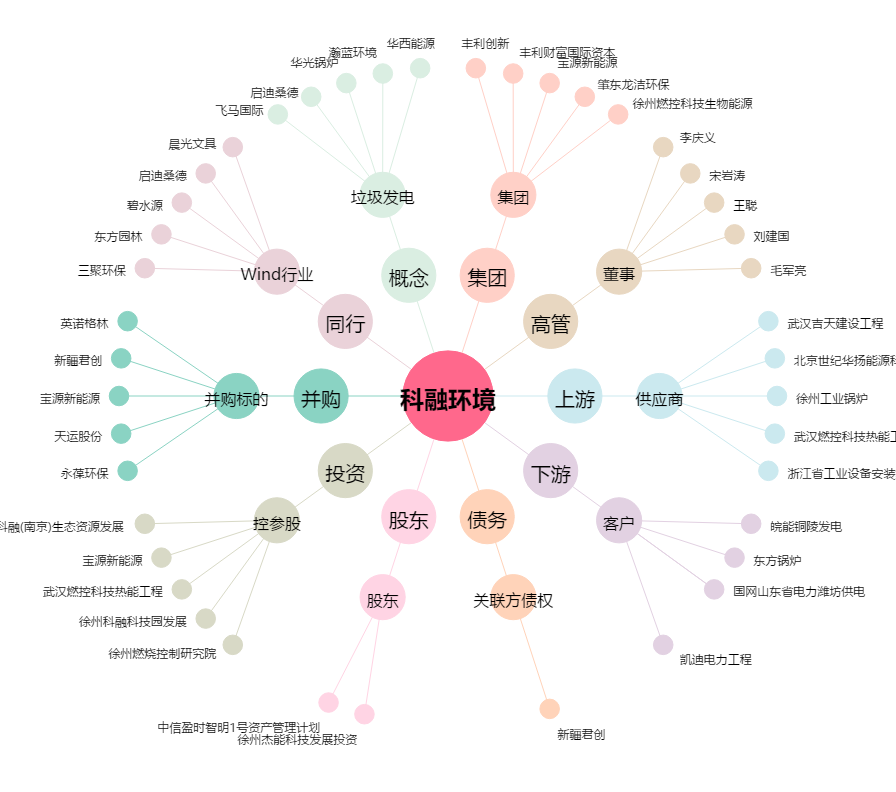 华西能源
丰利创新
瀚蓝环境
丰利财富国际资本
华光锅炉
宝源新能源
启迪桑德
肇东龙洁环保
飞马国际
徐州燃控科技生物能源
晨光文具
李庆义
启迪桑德
宋岩涛
垃圾发电
集团
碧水源
王聪
东方园林
刘建国
三聚环保
Wind行业
概念
集团
董事
毛军亮
同行
高管
英诺格林
武汉吉天建设工程
新疆君创
北京世纪华扬能源科
宝源新能源
并购标的
并购
科融环境
上游
供应商
徐州工业锅炉
天运股份
武汉燃控科技热能工
永葆环保
投资
下游
浙江省工业设备安装
科融(南京)生态资源发展
控参股
股东
债务
客户
皖能铜陵发电
宝源新能源
东方锅炉
武汉燃控科技热能工程
国网山东省电力潍坊供电
股东
关联方债权
徐州科融科技园发展
徐州燃烧控制研究院
凯迪电力工程
中信盈时智明1号资产管理计划
徐州杰能科技发展投资
新疆君创